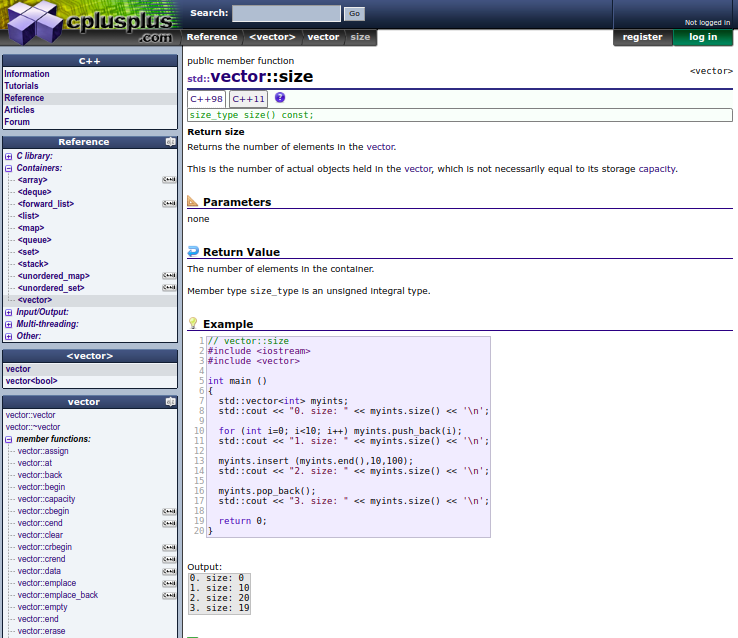 cplusplus
.com
Search:
Go
Not logged in
Reference
<vector>
vector
size
register
log in
C++
Information
Tutorials
Reference
Articles
Forum
Reference
C library:
Containers:
<array>
<deque>
<forward_list>
<list>
<map>
<queue>
<set>
<stack>
<unordered_map>
<unordered_set>
<vector>
Input/Output:
Multi-threading:
Other:
<vector>
vector
vector<bool>
vector
vector::vector
vector::~vector
member functions:
vector::assign
vector::at
vector::back
vector::begin
vector::capacity
vector::cbegin
vector::cend
vector::clear
vector::crbegin
vector::crend
vector::data
vector::emplace
vector::emplace_back
vector::empty
vector::end
vector::erase
public member function
std::vector::size
<vector>
C++98
C++11
?
size_type size() const;
Return size
Returns the number of elements in the vector.
This is the number of actual objects held in the vector, which is not necessarily equal to its storage capacity.
Parameters
none
Return Value
The number of elements in the container.
Member type size_type is an unsigned integral type.
Example
1 // vector::size
2 #include <iostream>
3 #include <vector>
4
5 int main ()
6 {
7 std::vector<int> myints;
8 std::cout << "0. size: " << myints.size() << '\n';
9
10 for (int i=0; i<10; i++) myints.push_back(i);
11 std::cout << "1. size: " << myints.size() << '\n';
12
13 myints.insert (myints.end(),10,100);
14 std::cout << "2. size: " << myints.size() << '\n';
15
16 myints.pop_back();
17 std::cout << "3. size: " << myints.size() << '\n';
18
19 return 0;
20 }
Output:
0. size: 0
1. size: 10
2. size: 20
3. size: 19